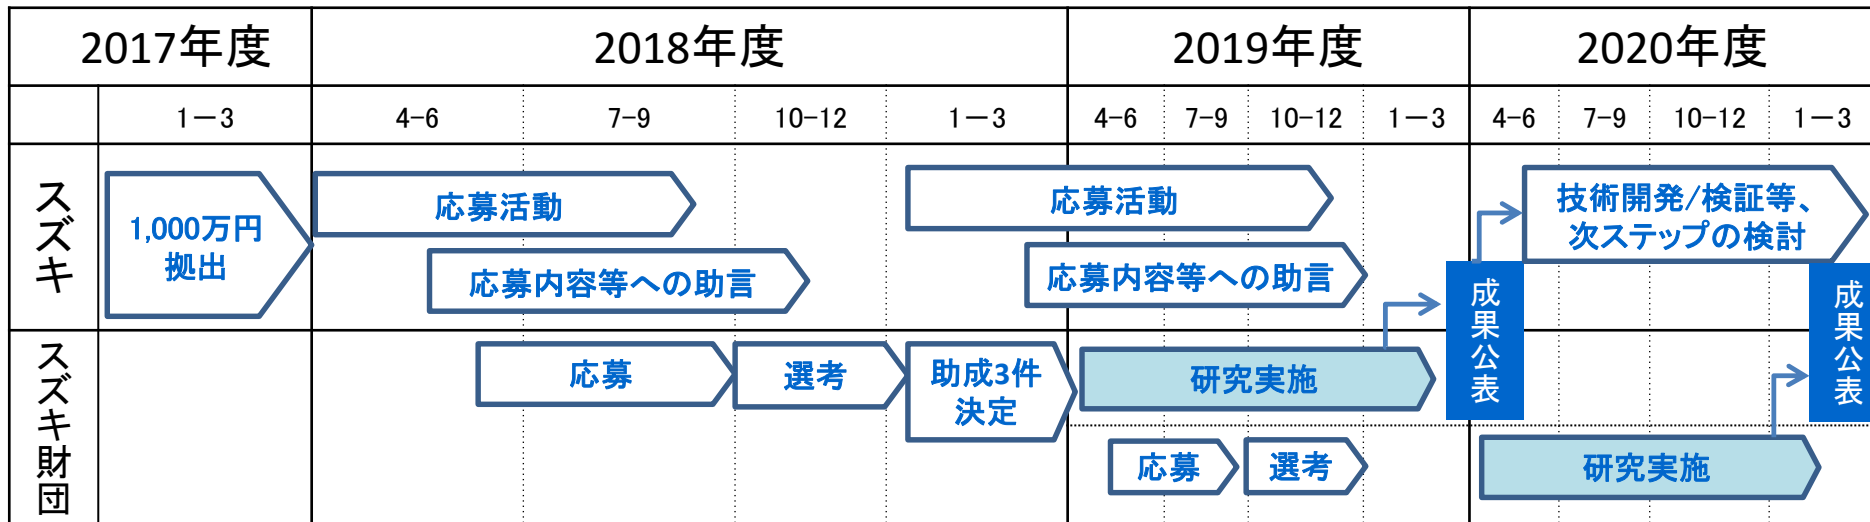 2017年度 2018年度 2019年度 2020年度
1－3 4-6 7-9 10-12 1－3 4-6 7-9 10-12 1－3 4-6 7-9 10-12 1－3
スズキ
1,000万円
拠出
応募活動
応募内容等への助言
応募活動
応募内容等への助言
技術開発/検証等、
次ステップの検討
成果公表
成果公表
スズキ財団
応募
選考
助成3件
決定
研究実施
応募
選考
研究実施